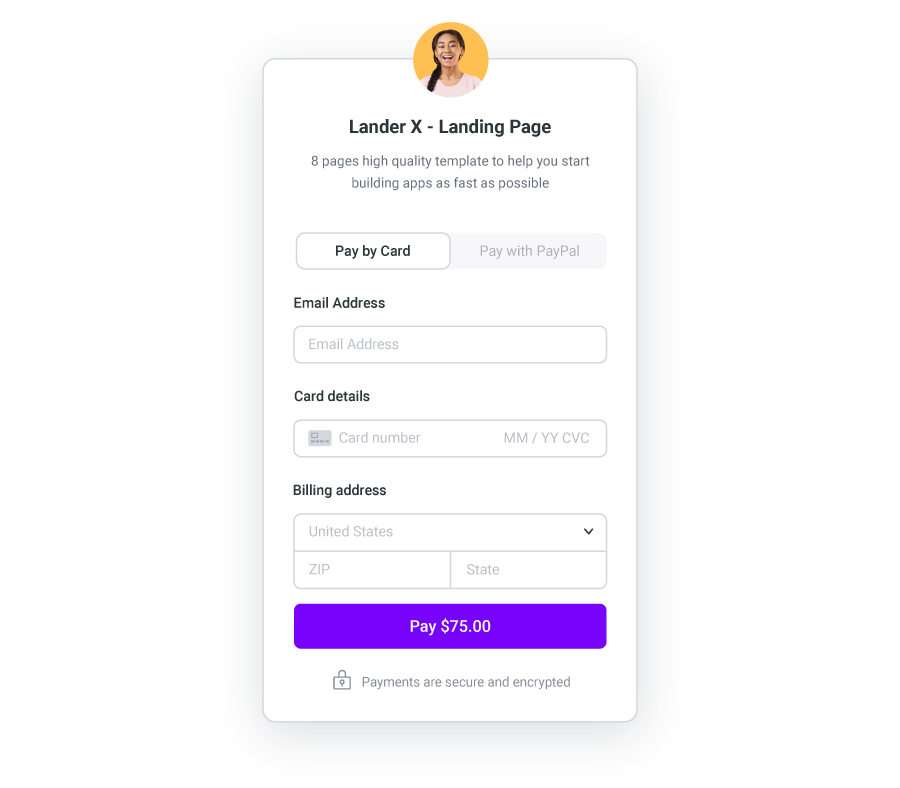 Lander X - Landing Page
8 pages high quality template to help you start
building apps as fast as possible
Pay by Card
Pay with PayPal
Email Address
Email Address
Card details
Card number MM / YY CVC
Billing address
United States
ZIP
State
Pay $75.00
Payments are secure and encrypted